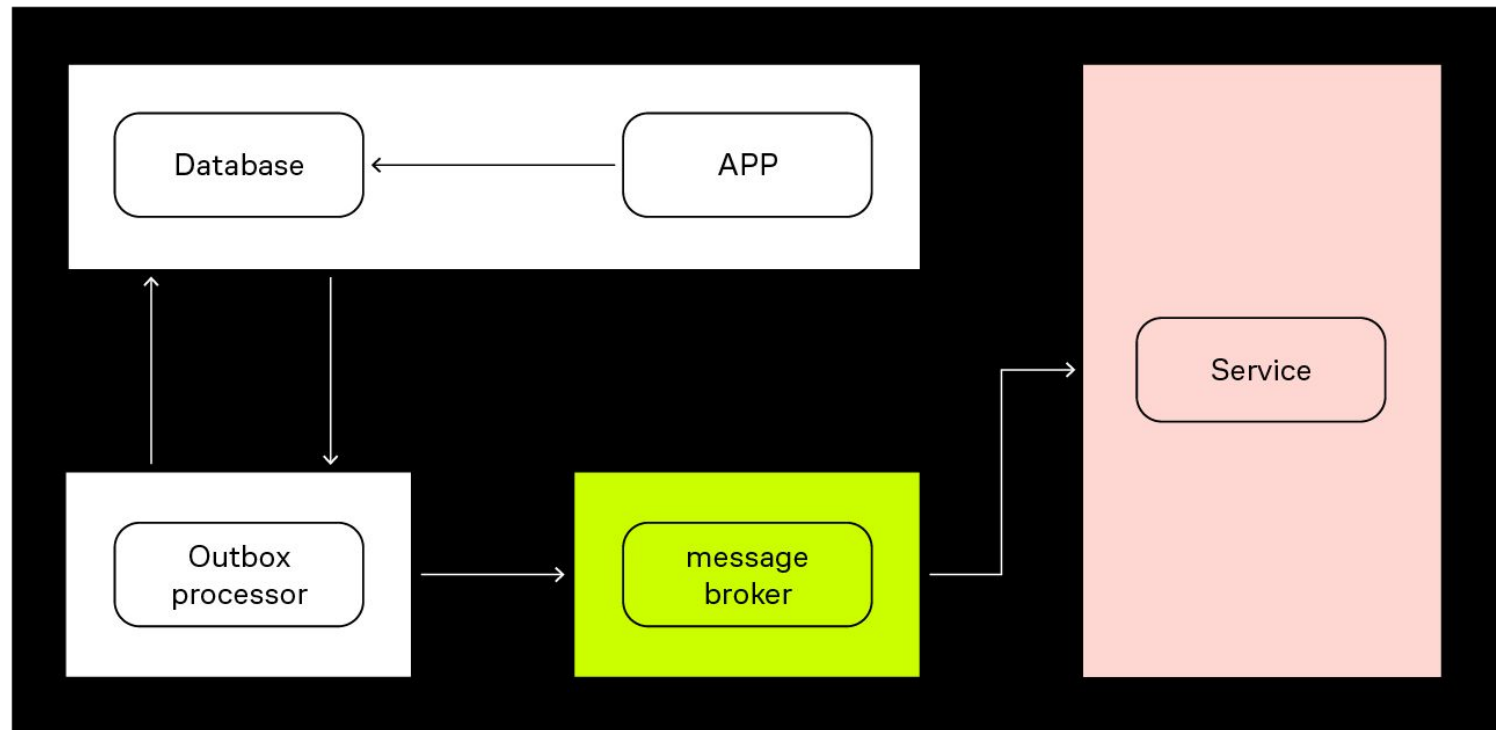 Database
APP
Service
Outbox
processor
message
broker